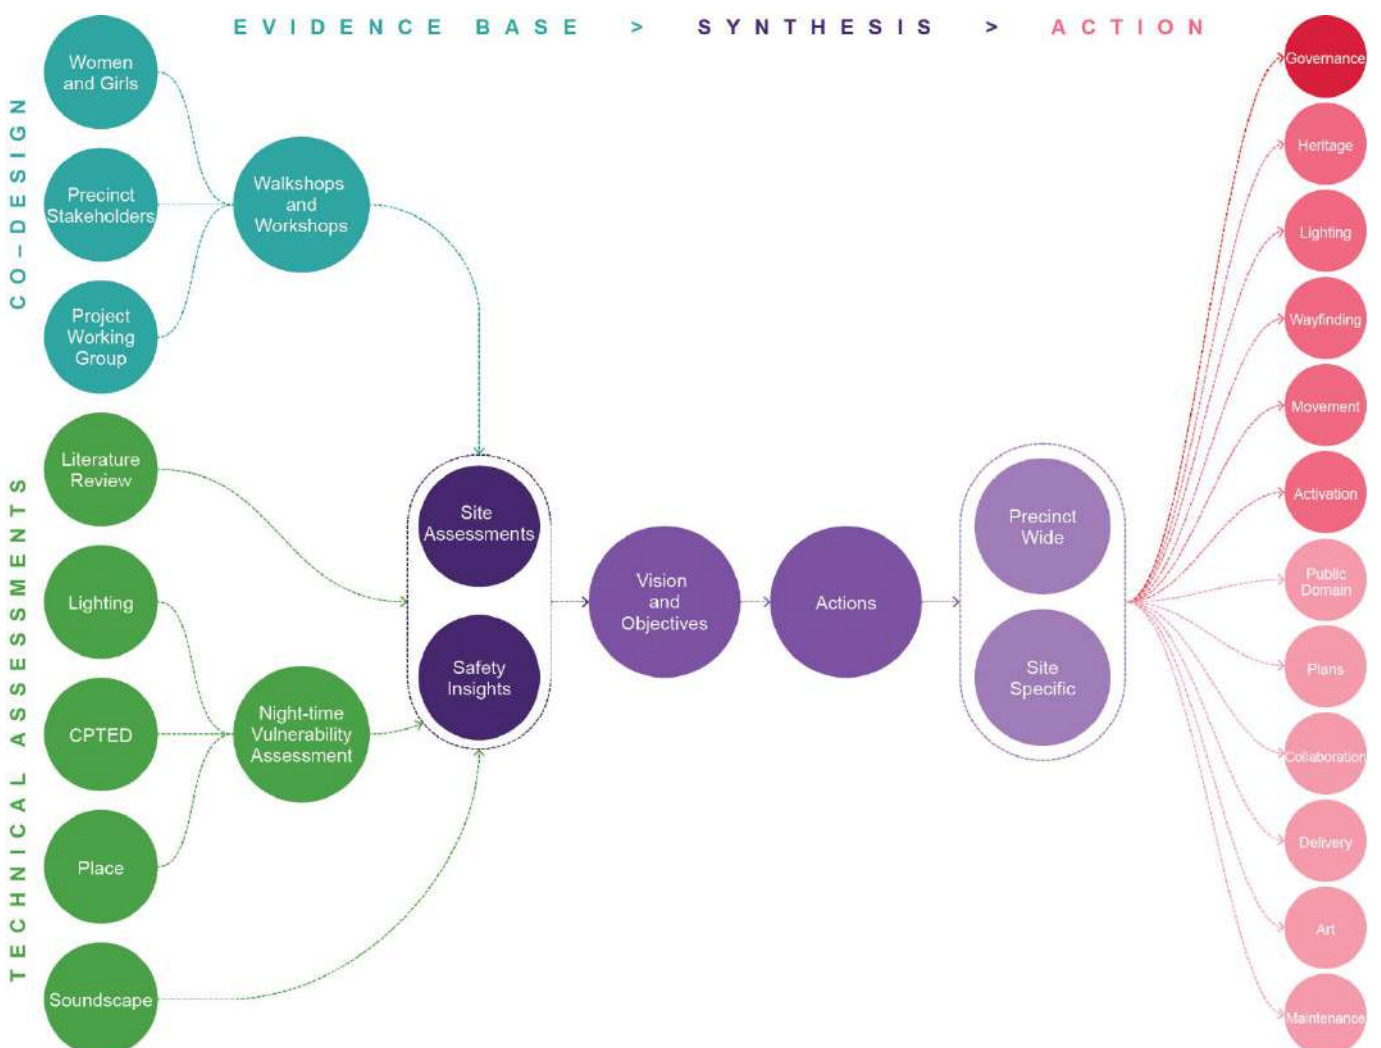 EVIDENCE BASE > SYNTHESIS > ACTION
CO-DESIGN
Women
and Girls
Precinct
Stakeholders
Project
Working
Group
Walkshops
and
Workshops
TECHNICAL ASSESSMENTS
Literature
Review
Lighting
CPTED
Place
Soundscape
Night-time
Vulnerability
Assessment
Site
Assessments
Safety
Insights
Vision
and
Objectives
Actions
Precinct
Wide
Site
Specific
Governance
Heritage
Lighting
Wayfinding
Movement
Activation
Public
Domain
Plans
Collaboration
Delivery
Art
Maintenance